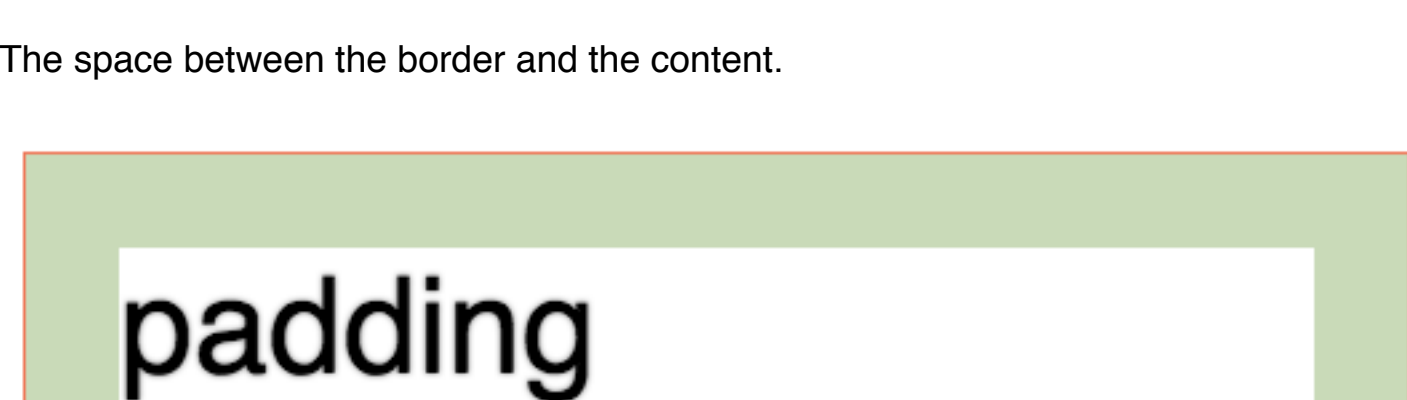 The space between the border and the content.
padding